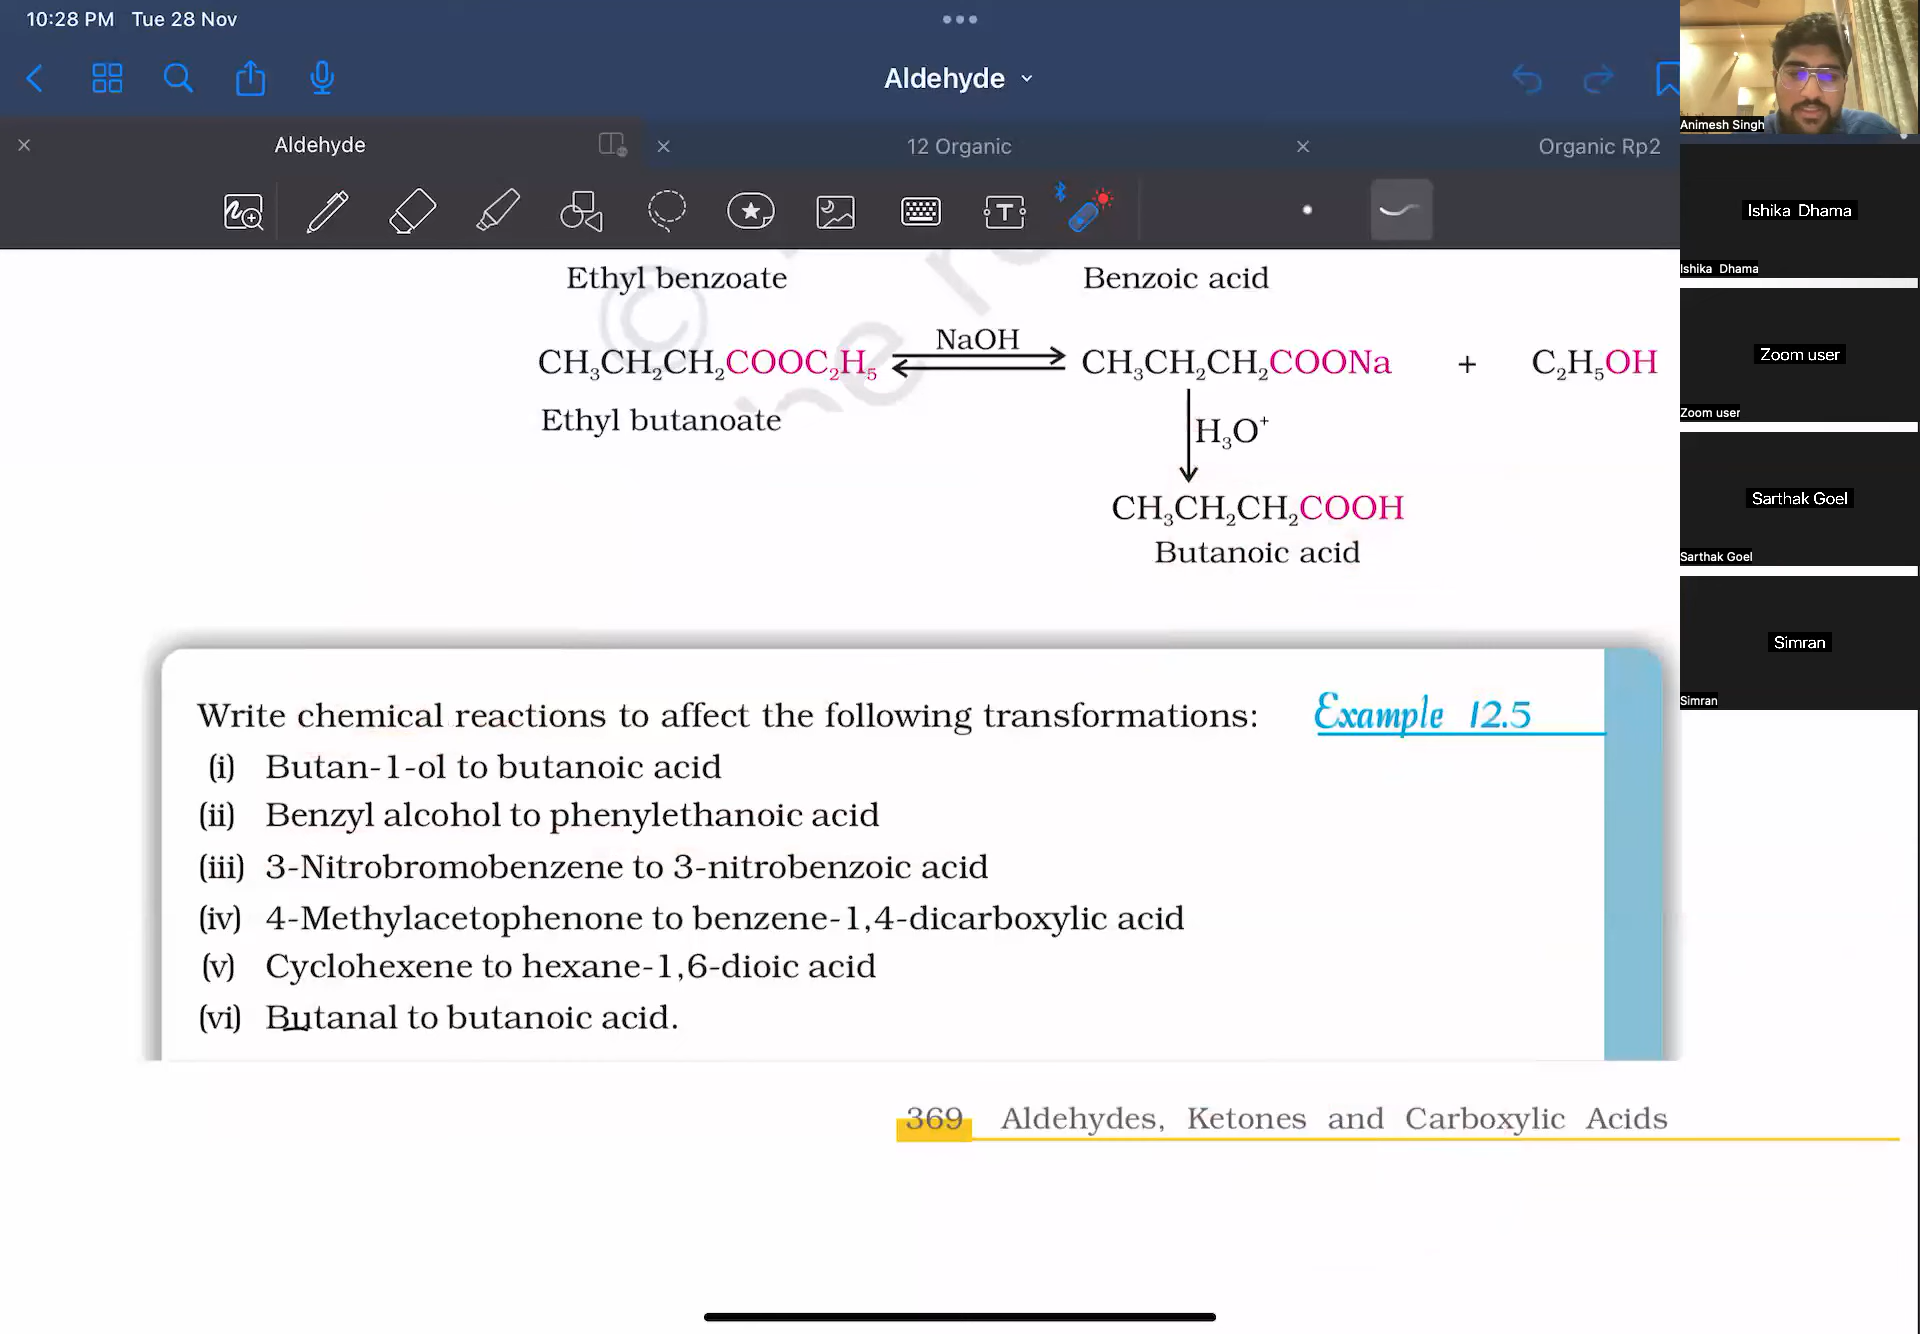 10:28 PM Tue 28 Nov
Aldehyde
Aldehyde
12 Organic
Organic Rp2
Animesh Singh
Ishika Dhama
Ishika Dhama
Zoom user
Zoom user
Sarthak Goel
Sarthak Goel
Simran
Simran
Ethyl benzoate Benzoic acid
CH₃CH₂CH₂COOC₂H₅ NaOH CH₃CH₂CH₂COONa + C₂H₅OH
Ethyl butanoate
H₃O⁺
CH₃CH₂CH₂COOH
Butanoic acid
Write chemical reactions to affect the following transformations: Example 12.5
(i) Butan-1-ol to butanoic acid
(ii) Benzyl alcohol to phenylethanoic acid
(iii) 3-Nitrobromobenzene to 3-nitrobenzoic acid
(iv) 4-Methylacetophenone to benzene-1,4-dicarboxylic acid
(v) Cyclohexene to hexane-1,6-dioic acid
(vi) Butanal to butanoic acid.
369 Aldehydes, Ketones and Carboxylic Acids